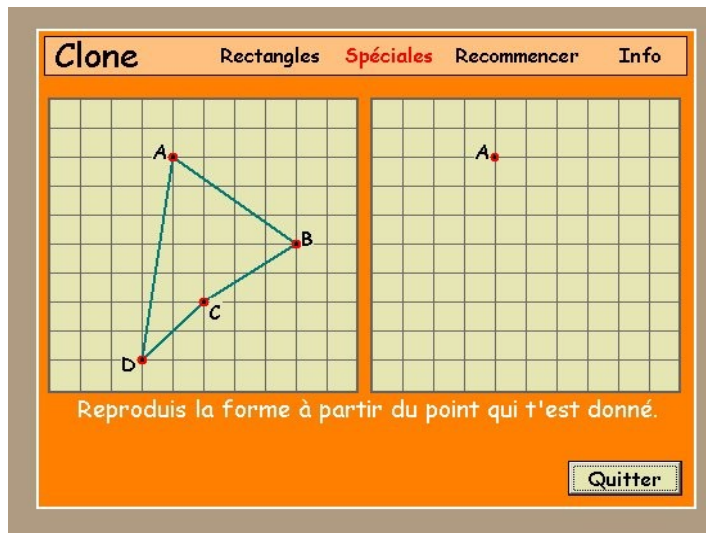 Clone Rectangles Spéciales Recommencer Info
A
B
C
D
A
Reproduis la forme à partir du point qui t'est donné.
Quitter